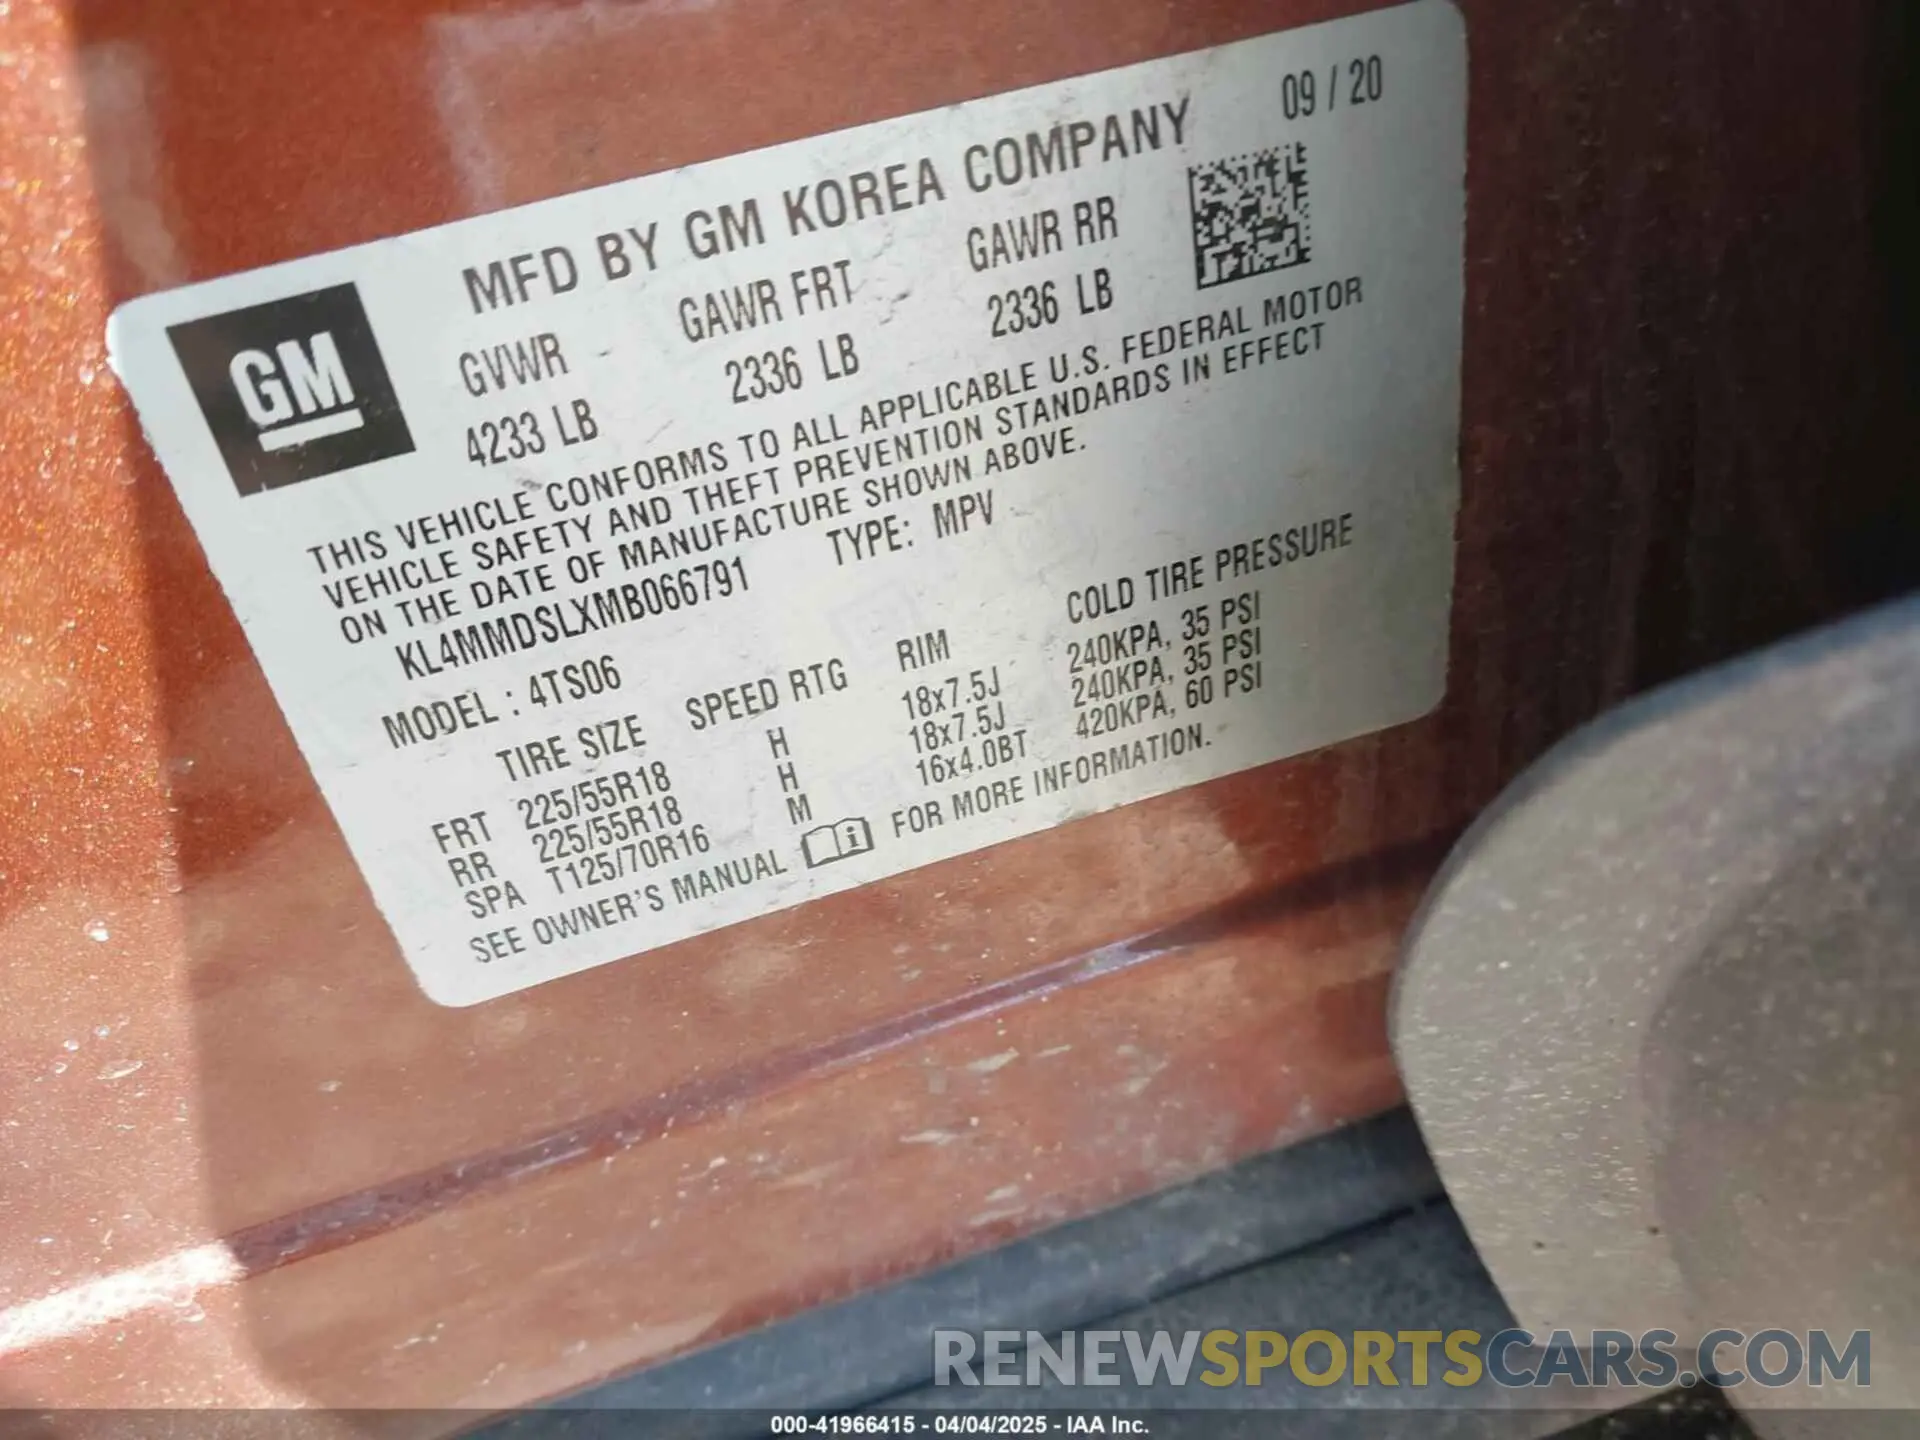 MFD BY GM KOREA COMPANY 09 / 20
GM
GVWR GAWR FRT GAWR RR
4233 LB 2336 LB 2336 LB
THIS VEHICLE CONFORMS TO ALL APPLICABLE U.S. FEDERAL MOTOR
VEHICLE SAFETY AND THEFT PREVENTION STANDARDS IN EFFECT
ON THE DATE OF MANUFACTURE SHOWN ABOVE.
KL4MMDSLXMB066791 TYPE: MPV
MODEL : 4TS06
TIRE SIZE SPEED RTG RIM COLD TIRE PRESSURE
FRT 225/55R18 H 18x7.5J 240KPA, 35 PSI
RR 225/55R18 H 18x7.5J 240KPA, 35 PSI
SPA T125/70R16 M 16x4.0BT 420KPA, 60 PSI
SEE OWNER'S MANUAL i FOR MORE INFORMATION.
RENEWSPORTSCARS.COM
000-41966415 - 04/04/2025 - IAA Inc.